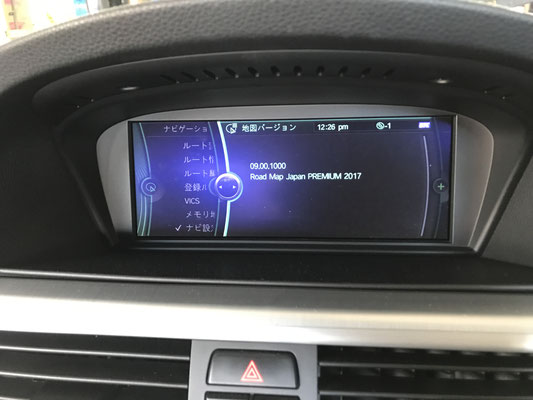 ナビゲーショ
地図バージョン
12:26 pm
-1
ルート
ルート
ルート
登録
VICS
メモリ
✓ ナビ設
09.00.1000
Road Map Japan PREMIUM 2017